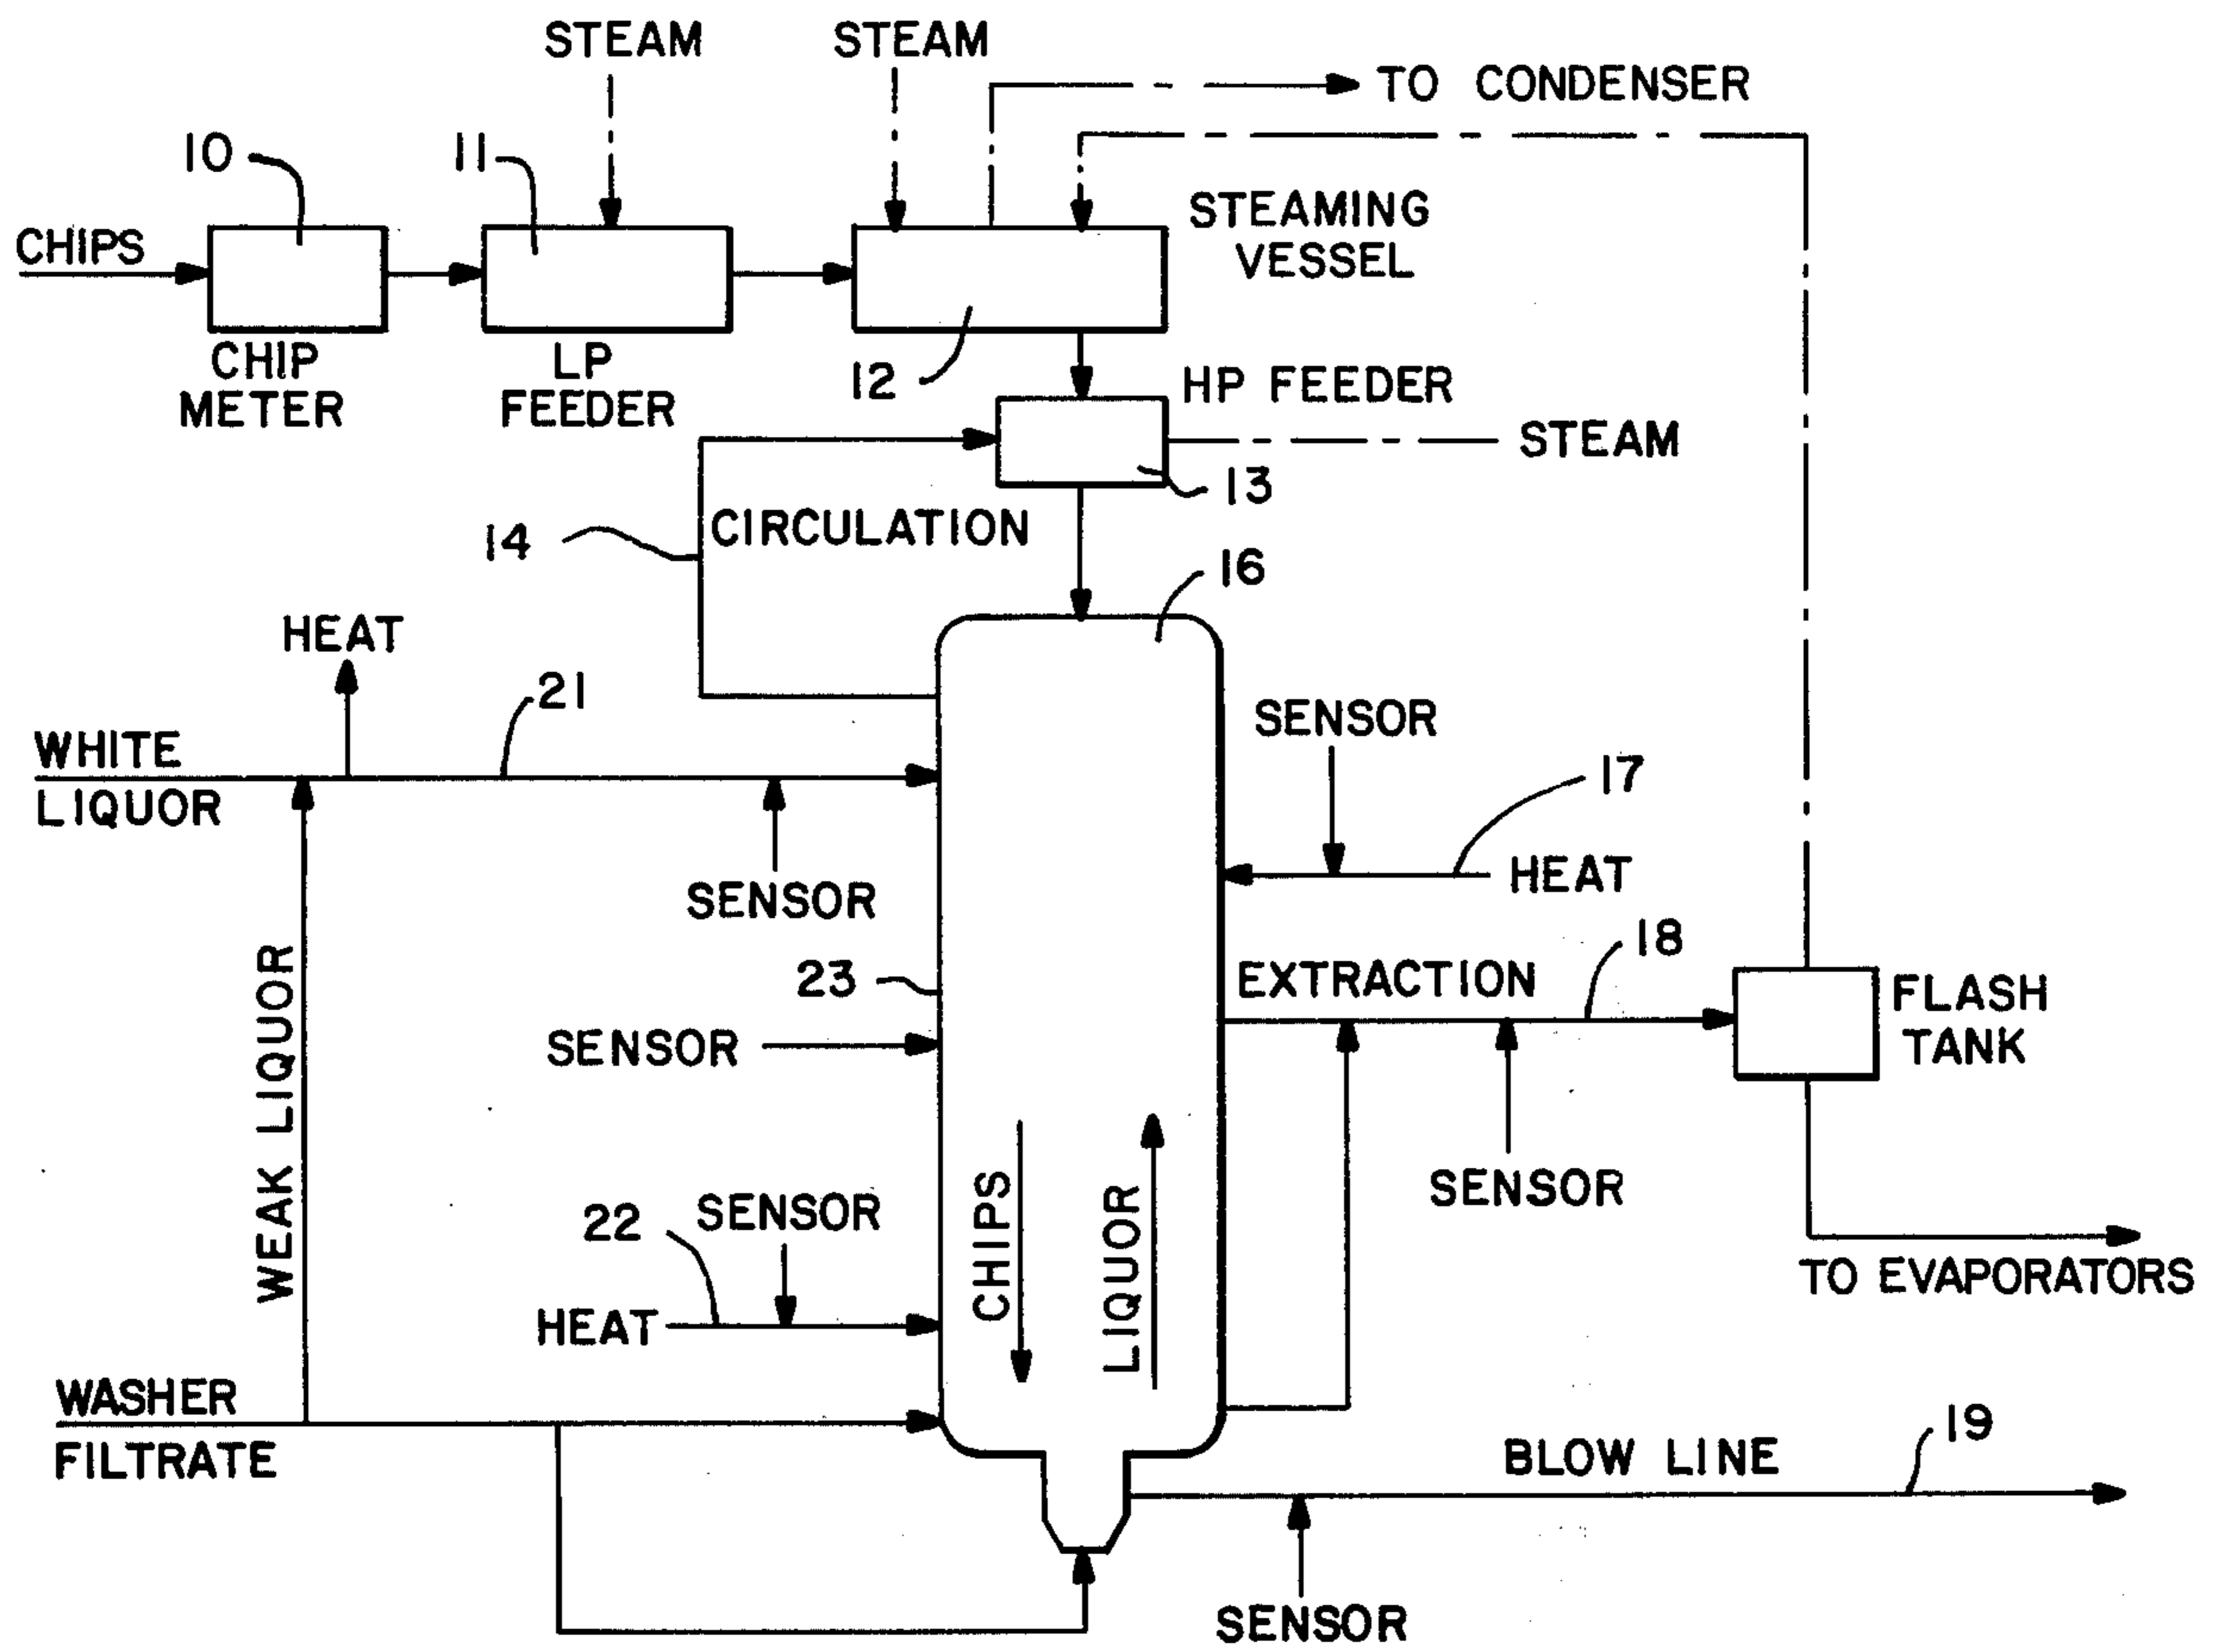 STEAM
STEAM
TO CONDENSER
10
11
CHIPS
STEAMING
VESSEL
CHIP
METER
LP
FEEDER
12
HP FEEDER
STEAM
13
CIRCULATION
14
16
HEAT
21
SENSOR
WHITE
LIQUOR
17
HEAT
SENSOR
18
EXTRACTION
23
FLASH
TANK
SENSOR
WEAK LIQUOR
SENSOR
22
SENSOR
CHIPS
LIQUOR
HEAT
TO EVAPORATORS
WASHER
FILTRATE
19
BLOW LINE
SENSOR